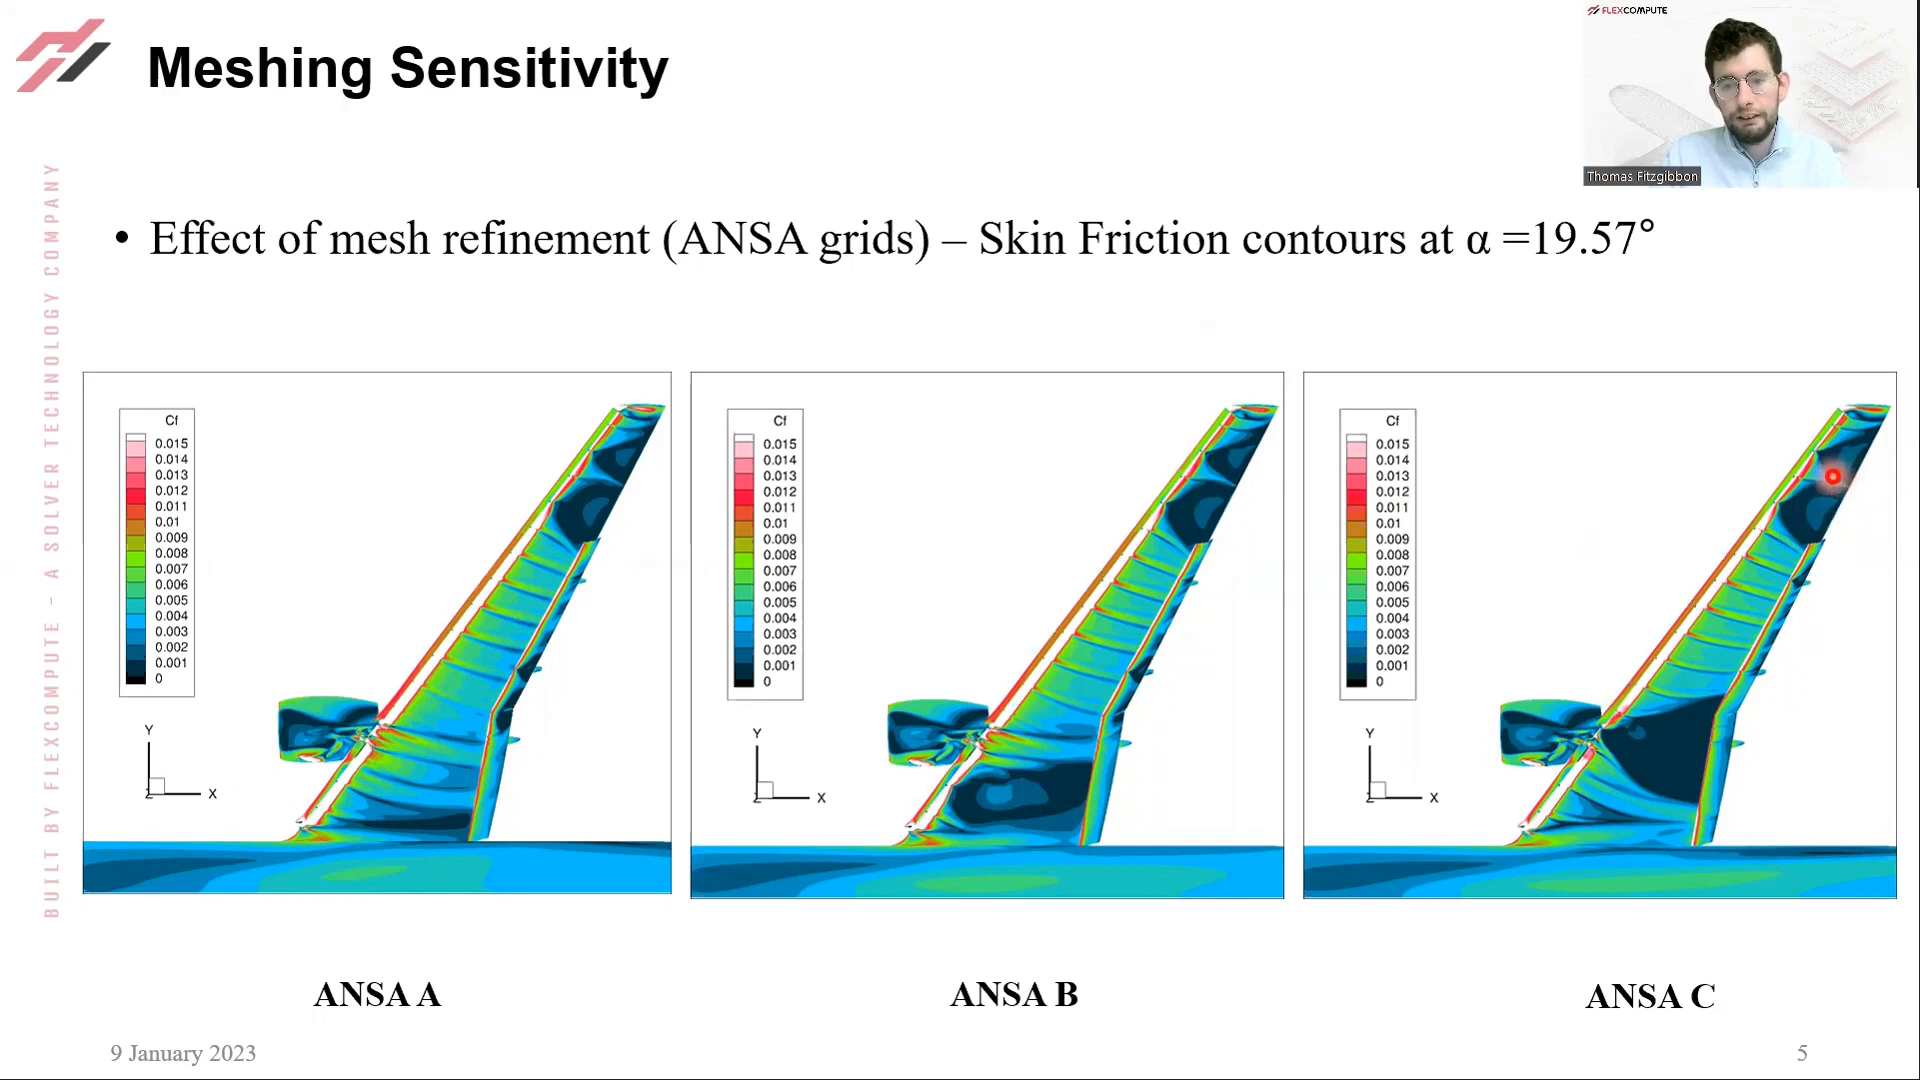 Meshing Sensitivity
FLEXCOMPUTE
Thomas Fitzgibbon
BUILT BY FLEXCOMPUTE - A SOLVER TECHNOLOGY COMPANY
• Effect of mesh refinement (ANSA grids) – Skin Friction contours at α =19.57°
Cf
0.015
0.014
0.013
0.012
0.011
0.01
0.009
0.008
0.007
0.006
0.005
0.004
0.003
0.002
0.001
0
Y
Z
X
Cf
0.015
0.014
0.013
0.012
0.011
0.01
0.009
0.008
0.007
0.006
0.005
0.004
0.003
0.002
0.001
0
Y
Z
X
Cf
0.015
0.014
0.013
0.012
0.011
0.01
0.009
0.008
0.007
0.006
0.005
0.004
0.003
0.002
0.001
0
Y
Z
X
ANSA A
ANSA B
ANSA C
9 January 2023
5